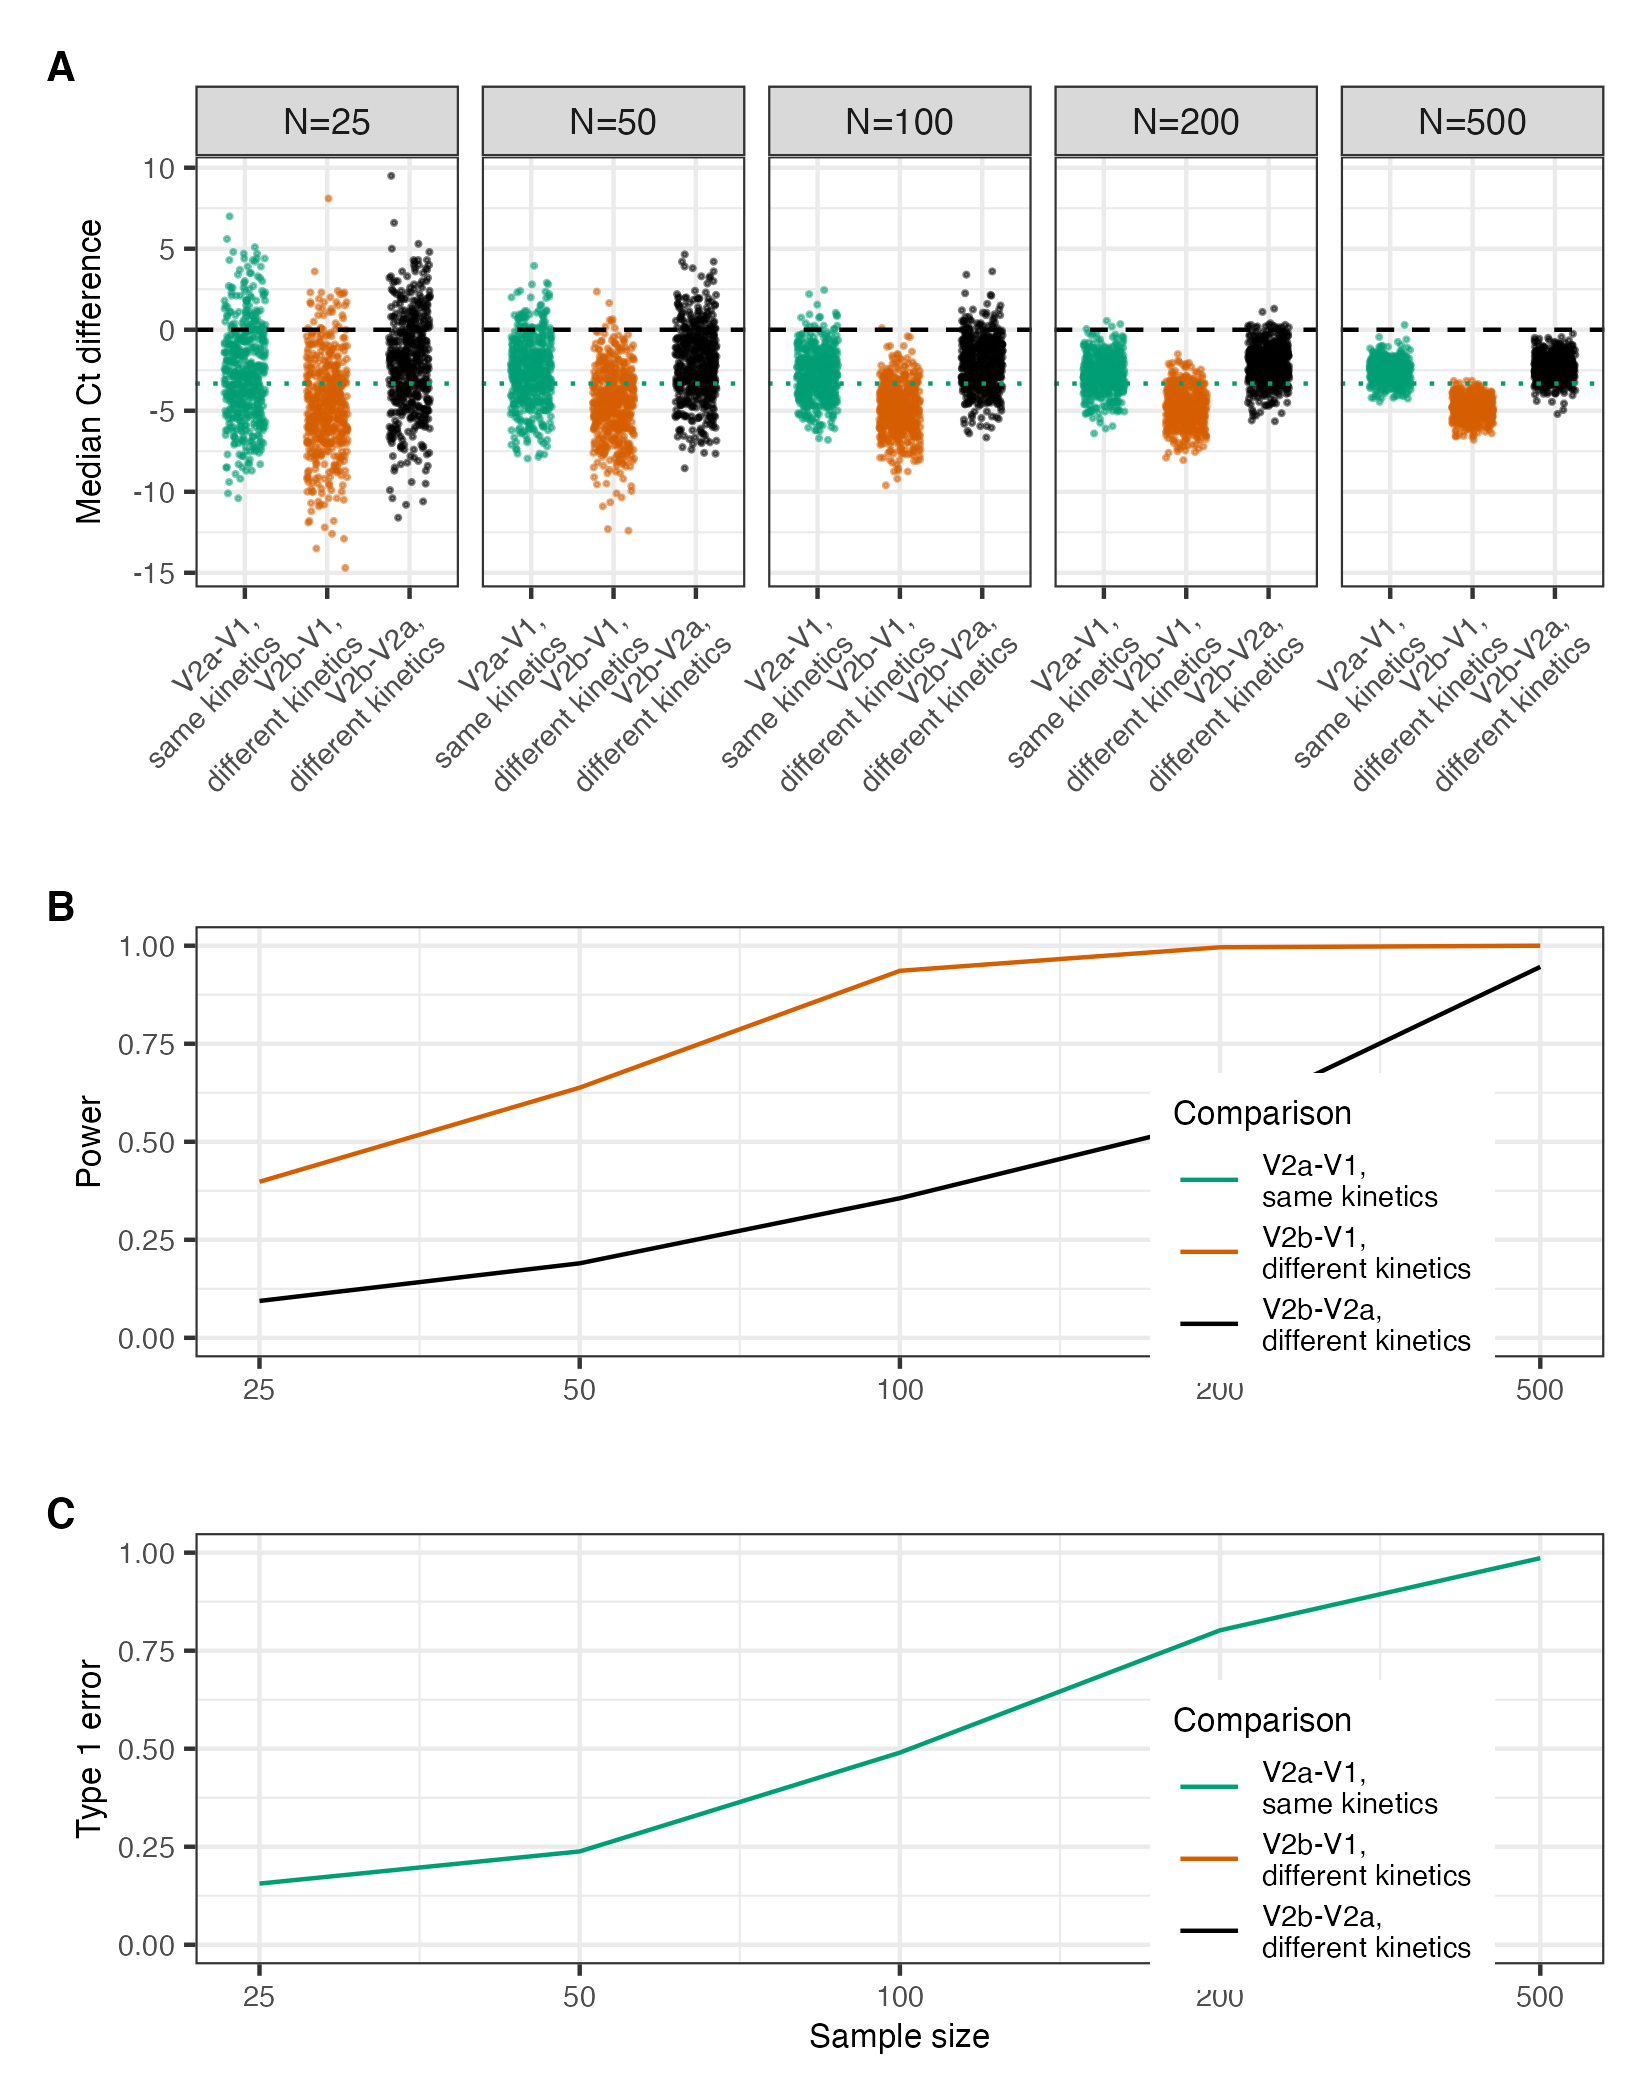 A
N=25 N=50 N=100 N=200 N=500
Median Ct difference
10
5
0
-5
-10
-15
V2a-V1,
same kinetics
V2b-V1,
different kinetics
V2b-V2a,
different kinetics
V2a-V1,
same kinetics
V2b-V1,
different kinetics
V2b-V2a,
different kinetics
V2a-V1,
same kinetics
V2b-V1,
different kinetics
V2b-V2a,
different kinetics
V2a-V1,
same kinetics
V2b-V1,
different kinetics
V2b-V2a,
different kinetics
V2a-V1,
same kinetics
V2b-V1,
different kinetics
V2b-V2a,
different kinetics
B
Power
1.00
0.75
0.50
0.25
0.00
Comparison
V2a-V1,
same kinetics
V2b-V1,
different kinetics
V2b-V2a,
different kinetics
25 50 100 200 500
C
Type 1 error
1.00
0.75
0.50
0.25
0.00
Comparison
V2a-V1,
same kinetics
V2b-V1,
different kinetics
V2b-V2a,
different kinetics
25 50 100 200 500
Sample size